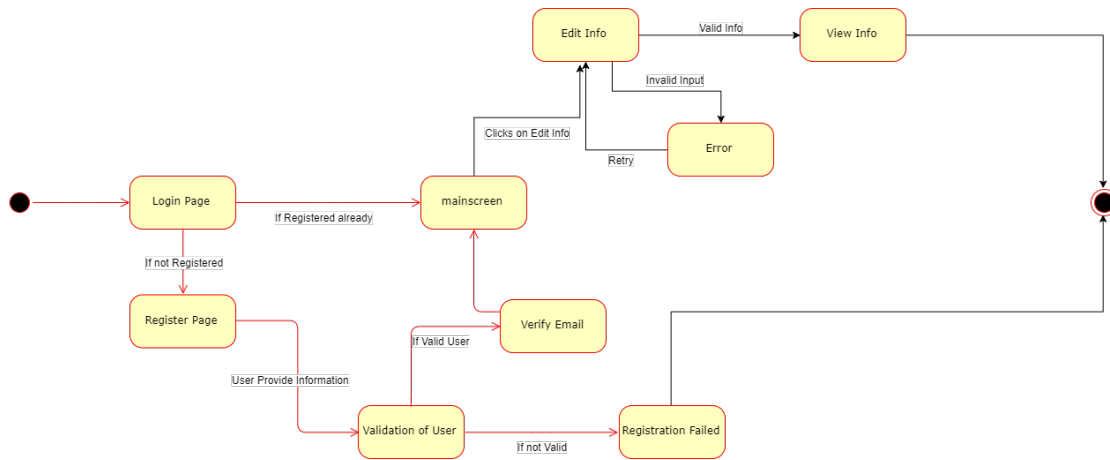 Edit Info
Valid Info
View Info
Invalid Input
Clicks on Edit Info
Retry
Error
Login Page
If Registered already
mainscreen
If not Registered
Register Page
Verify Email
If Valid User
User Provide Information
Validation of User
If not Valid
Registration Failed